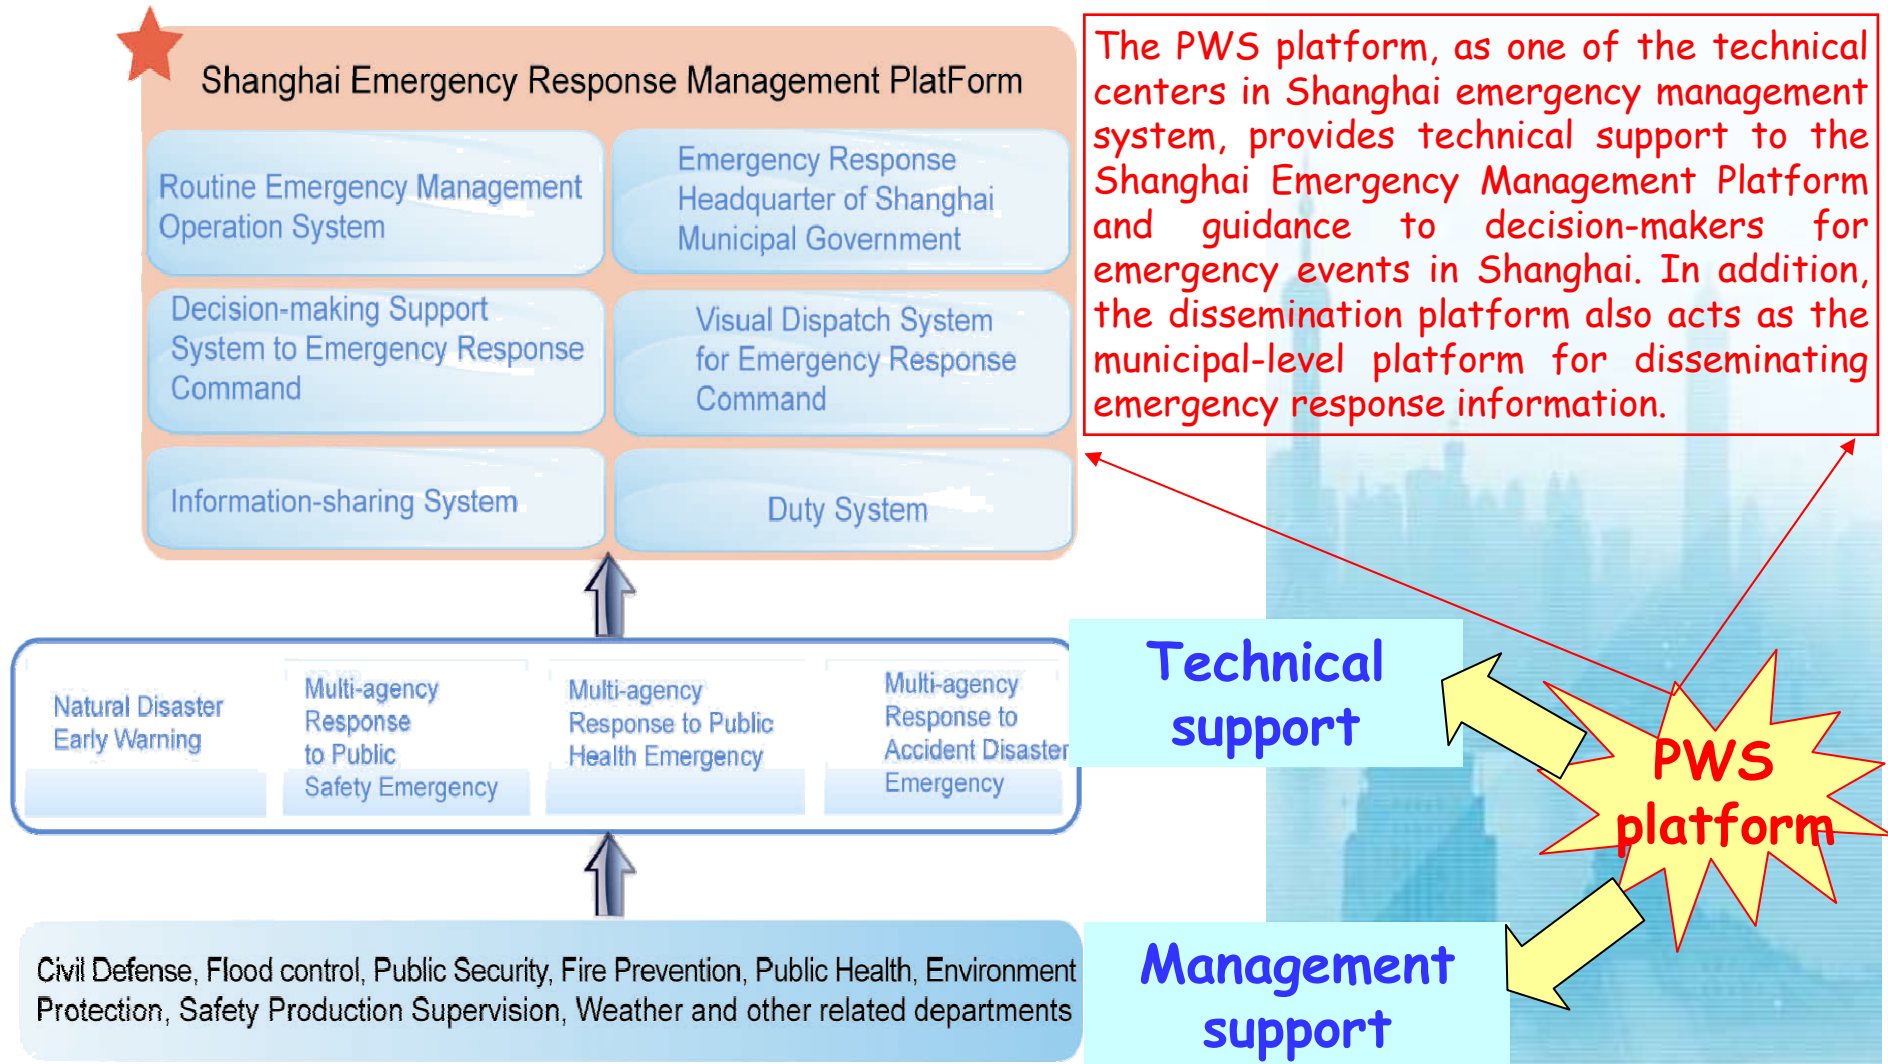 Shanghai Emergency Response Management PlatForm
Routine Emergency Management
Operation System
Emergency Response
Headquarter of Shanghai
Municipal Government
Decision-making Support
System to Emergency Response
Command
Visual Dispatch System
for Emergency Response
Command
Information-sharing System
Duty System
The PWS platform, as one of the technical
centers in Shanghai emergency management
system, provides technical support to the
Shanghai Emergency Management Platform
and guidance to decision-makers for
emergency events in Shanghai. In addition,
the dissemination platform also acts as the
municipal-level platform for disseminating
emergency response information.
Natural Disaster
Early Warning
Multi-agency
Response
to Public
Safety Emergency
Multi-agency
Response to Public
Health Emergency
Multi-agency
Response to
Accident Disaster
Emergency
Technical
support
PWS
platform
Civil Defense, Flood control, Public Security, Fire Prevention, Public Health, Environment
Protection, Safety Production Supervision, Weather and other related departments
Management
support